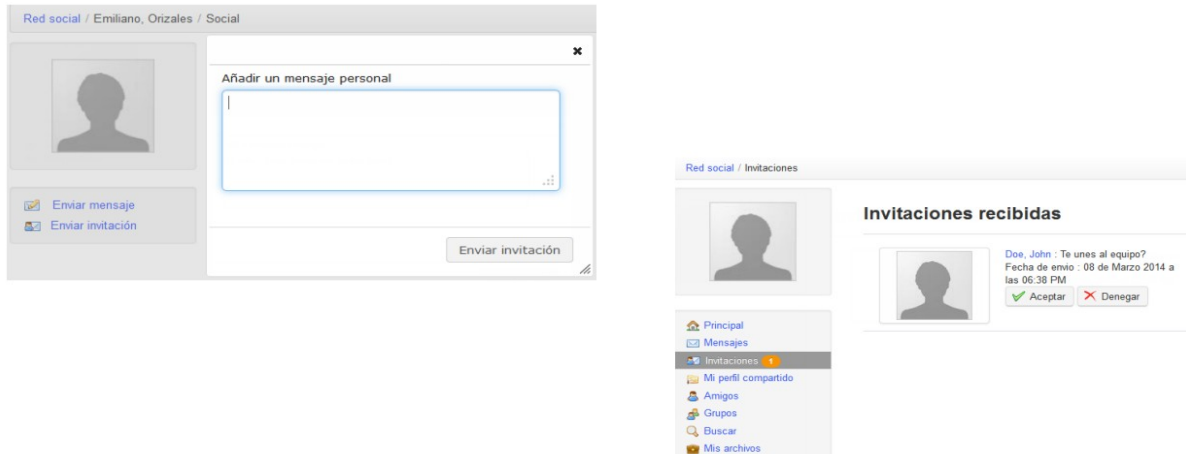 Red social / Emiliano, Orizales / Social
Añadir un mensaje personal
Enviar mensaje
Enviar invitación
Enviar invitación
Red social / Invitaciones
Invitaciones recibidas
Doe, John : Te unes al equipo?
Fecha de envio : 08 de Marzo 2014 a
las 06:38 PM
Aceptar Denegar
Principal
Mensajes
Invitaciones 1
Mi perfil compartido
Amigos
Grupos
Buscar
Mis archivos